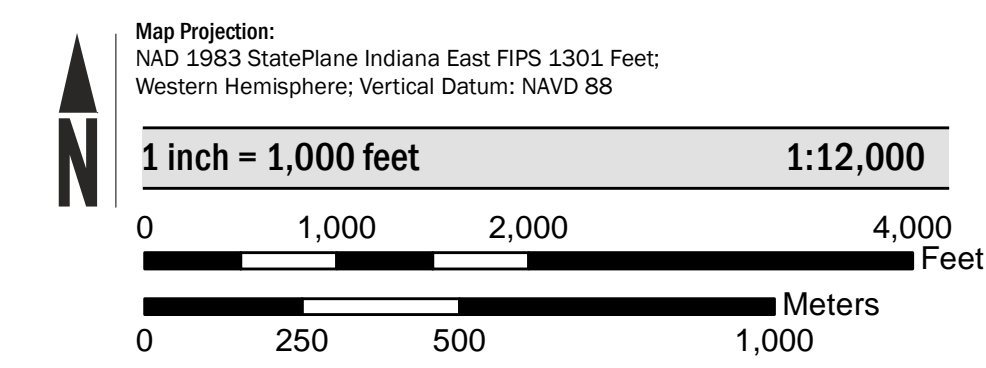 Map Projection:
NAD 1983 StatePlane Indiana East FIPS 1301 Feet;
Western Hemisphere; Vertical Datum: NAVD 88
N
1 inch = 1,000 feet 1:12,000
0 1,000 2,000 4,000
Feet
Meters
0 250 500 1,000